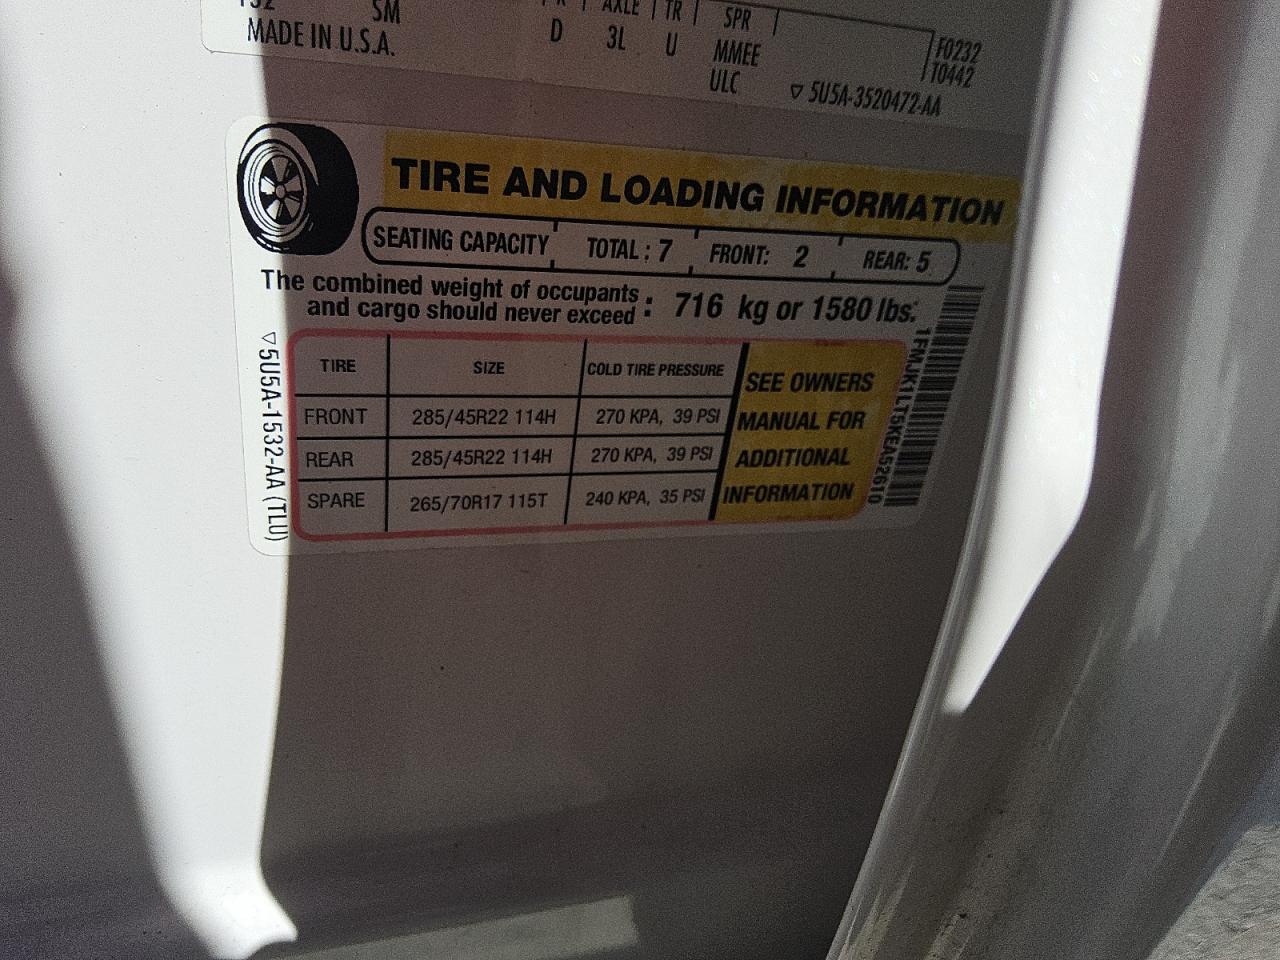 SM
MADE IN U.S.A.
AXLE TR SPR
D 3L U MMEE
ULC
F0232
T0442
▽ 5U5A-3520472-AA
TIRE AND LOADING INFORMATION
SEATING CAPACITY TOTAL : 7 FRONT: 2 REAR: 5
The combined weight of occupants
and cargo should never exceed : 716 kg or 1580 lbs.
TIRE SIZE COLD TIRE PRESSURE
FRONT 285/45R22 114H 270 KPA, 39 PSI
REAR 285/45R22 114H 270 KPA, 39 PSI
SPARE 265/70R17 115T 240 KPA, 35 PSI
SEE OWNERS
MANUAL FOR
ADDITIONAL
INFORMATION
▽5U5A-1532-AA (TLU)
1FMJK1LT5KEA52610